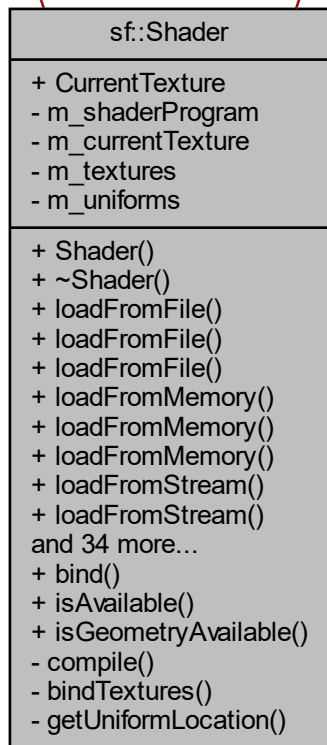 sf::Shader
+ CurrentTexture
- m_shaderProgram
- m_currentTexture
- m_textures
- m_uniforms
+ Shader()
+ ~Shader()
+ loadFromFile()
+ loadFromFile()
+ loadFromFile()
+ loadFromMemory()
+ loadFromMemory()
+ loadFromMemory()
+ loadFromStream()
+ loadFromStream()
and 34 more...
+ bind()
+ isAvailable()
+ isGeometryAvailable()
- compile()
- bindTextures()
- getUniformLocation()